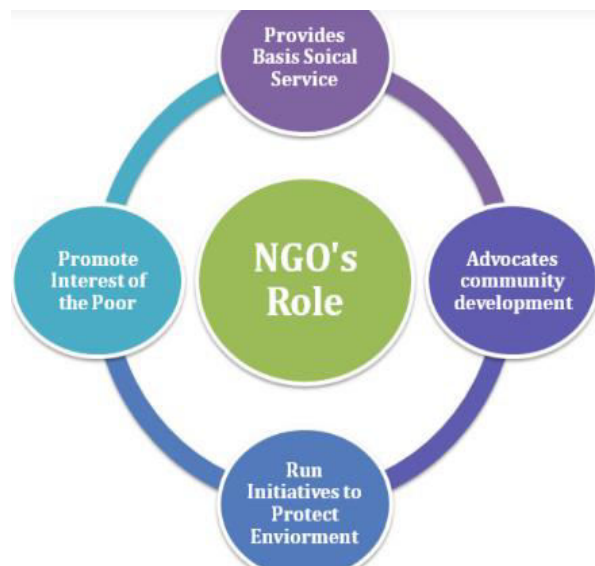 Provides
Basis Soical
Service
Promote
Interest of
the Poor
NGO's
Role
Advocates
community
development
Run
Initiatives to
Protect
Enviorment